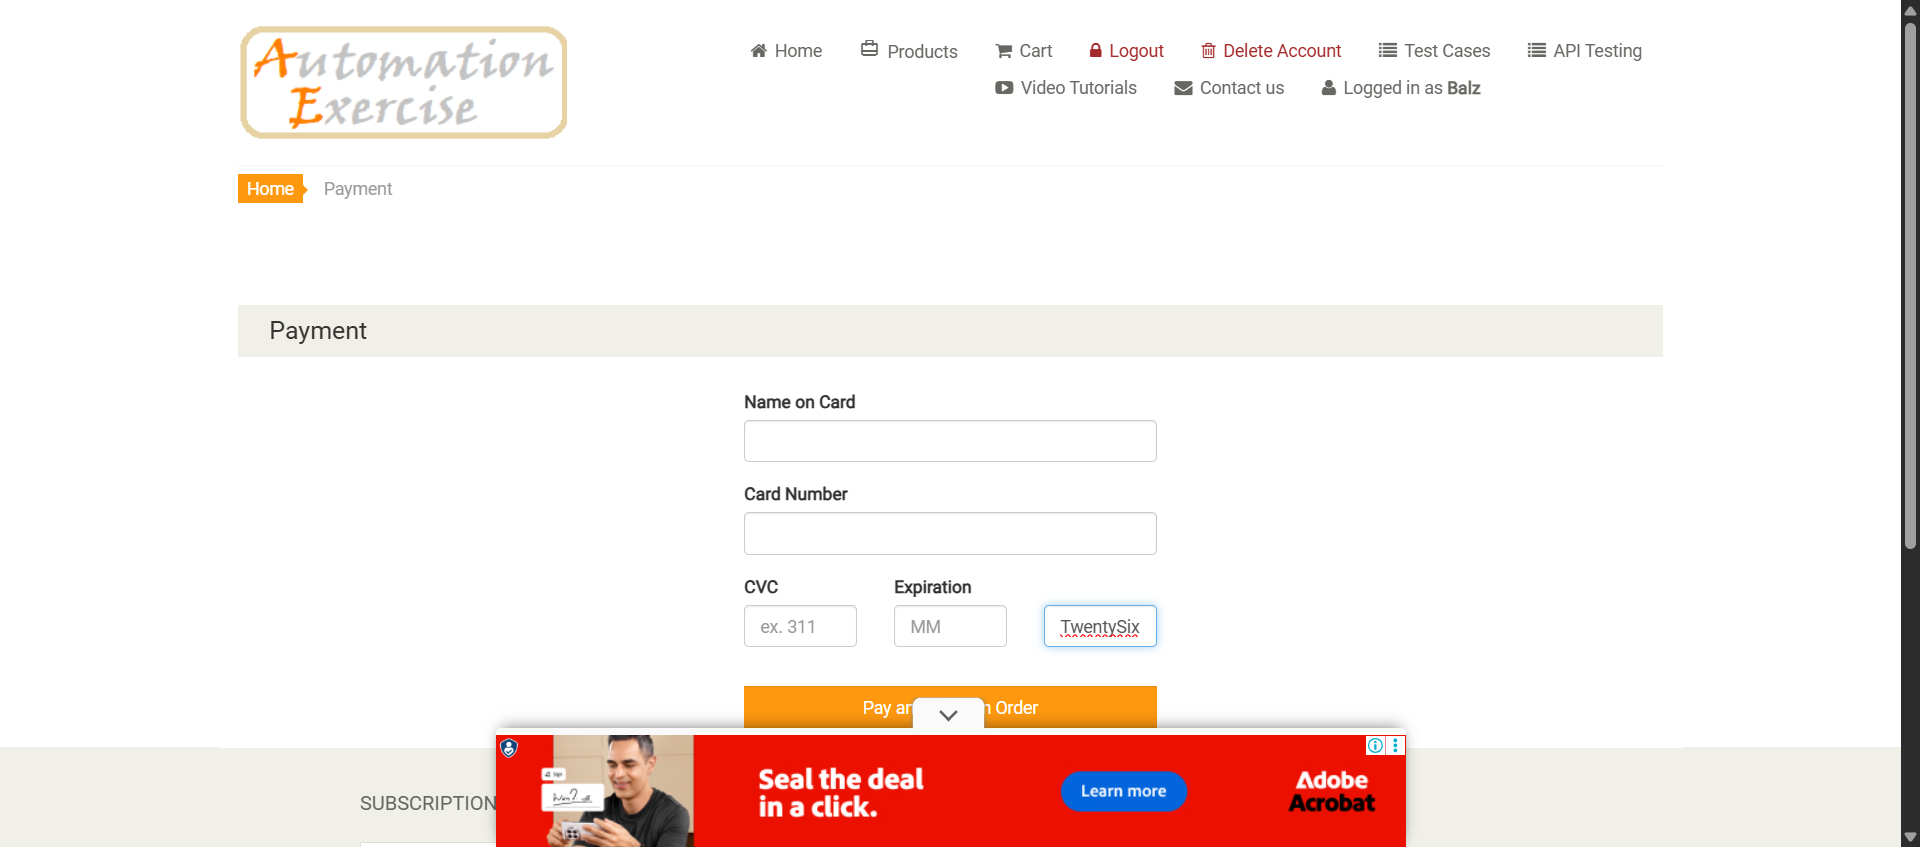 Automation
Exercise
Home
Products
Cart
Logout
Delete Account
Test Cases
API Testing
Video Tutorials
Contact us
Logged in as Balz
Home
Payment
Payment
Name on Card
Card Number
CVC
Expiration
ex. 311
MM
TwentySix
Pay Order
SUBSCRIPTION
Sign
Seal the deal
in a click.
Learn more
Adobe
Acrobat